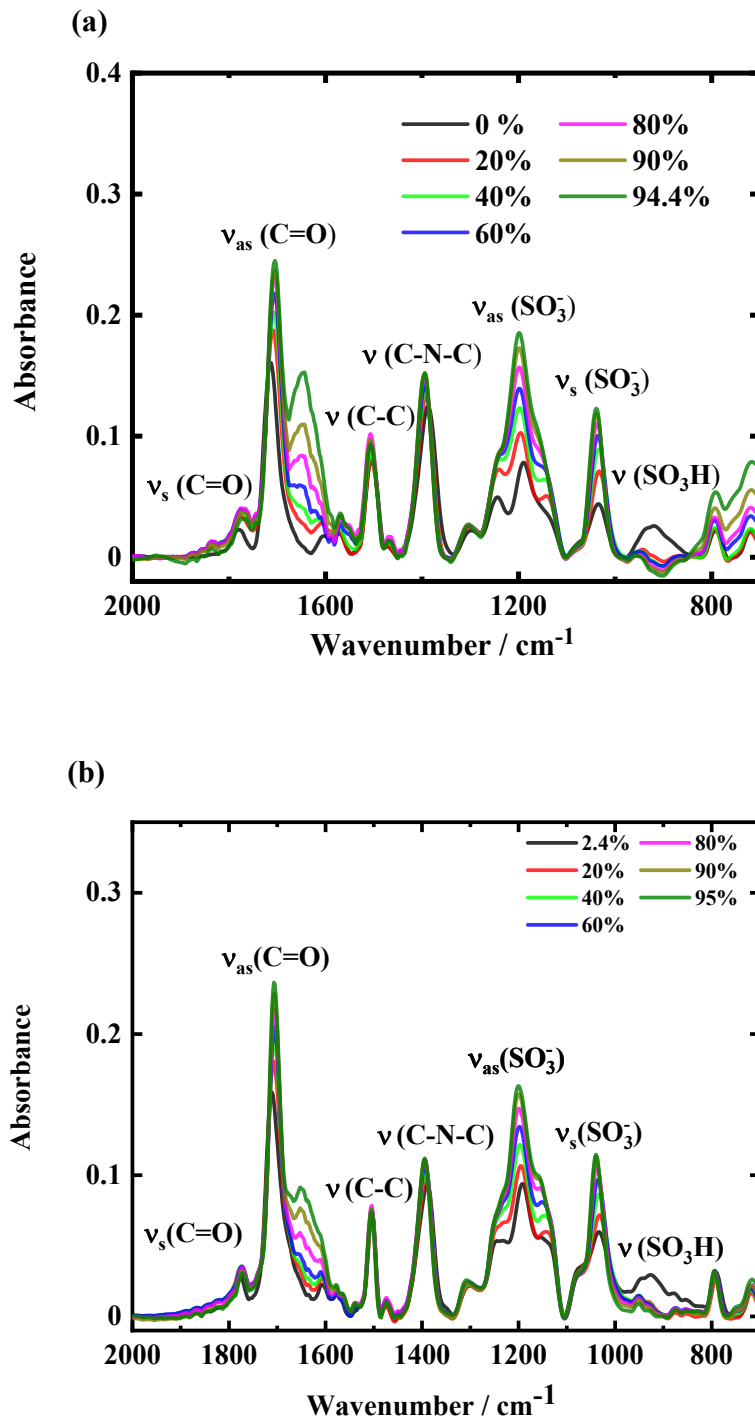 (a)
0.4
0 %
80%
20%
90%
40%
94.4%
60%
0.3
νas (C=O)
νas (SO3-)
0.2
ν (C-N-C)
νs (SO3-)
ν (C-C)
0.1
νs (C=O)
ν (SO3H)
0
Absorbance
2000
1600
1200
800
Wavenumber / cm-1
(b)
2.4%
80%
20%
90%
40%
95%
60%
0.3
νas(C=O)
0.2
νas(SO3-)
ν (C-N-C)
νs(SO3-)
ν (C-C)
0.1
νs(C=O)
ν (SO3H)
0
Absorbance
2000
1800
1600
1400
1200
1000
800
Wavenumber / cm-1